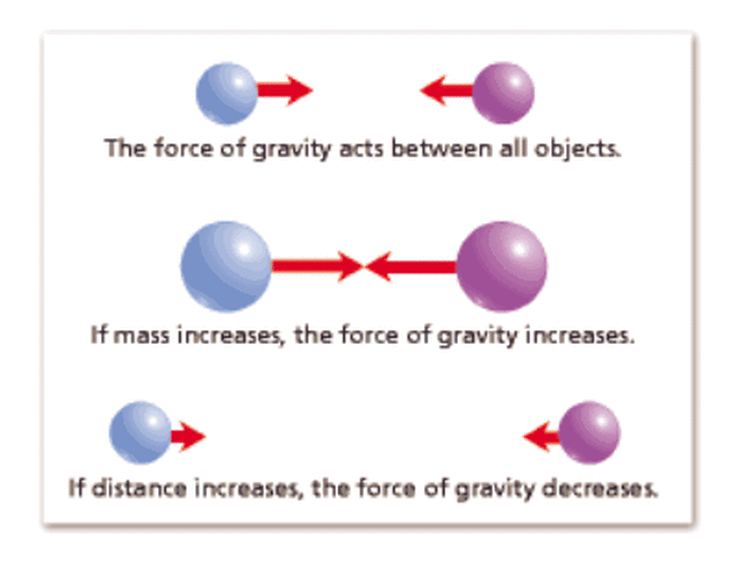 The force of gravity acts between all objects.
If mass increases, the force of gravity increases.
If distance increases, the force of gravity decreases.